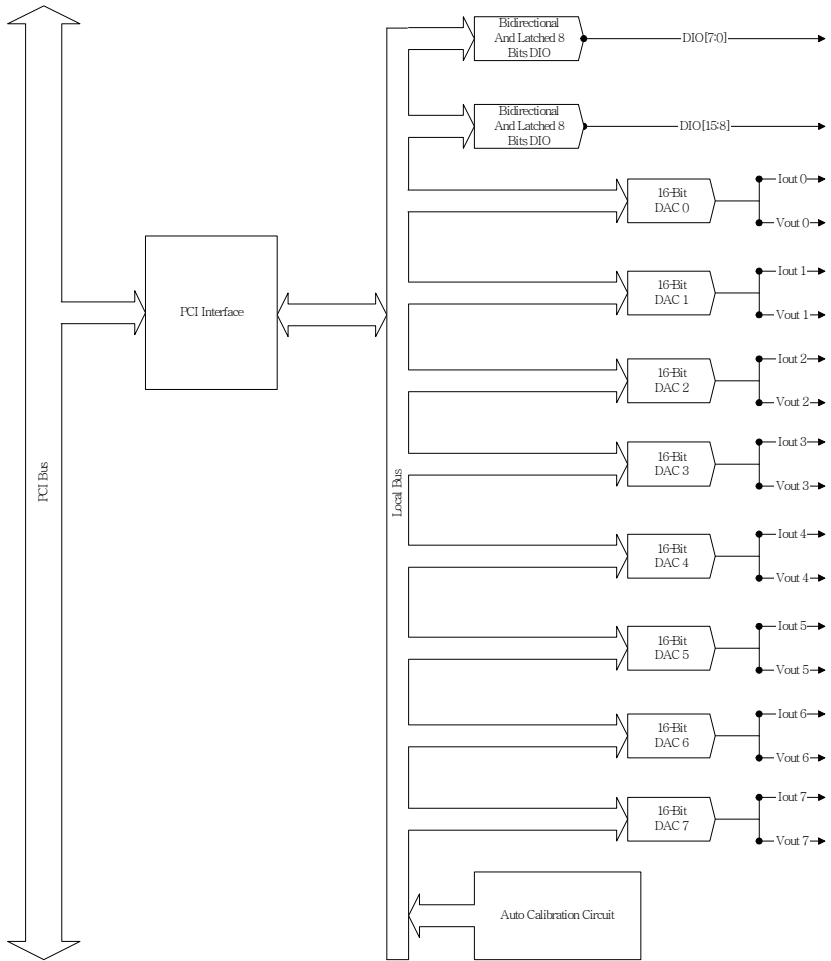 Bidirectional
And Latched 8
Bits DIO
DIO[7:0]
Bidirectional
And Latched 8
Bits DIO
DIO[15:8]
16-Bit
DAC 0
Iout 0
Vout 0
PCI Interface
16-Bit
DAC 1
Iout 1
Vout 1
16-Bit
DAC 2
Iout 2
Vout 2
PCI Bus
Local Bus
16-Bit
DAC 3
Iout 3
Vout 3
16-Bit
DAC 4
Iout 4
Vout 4
16-Bit
DAC 5
Iout 5
Vout 5
16-Bit
DAC 6
Iout 6
Vout 6
16-Bit
DAC 7
Iout 7
Vout 7
Auto Calibration Circuit